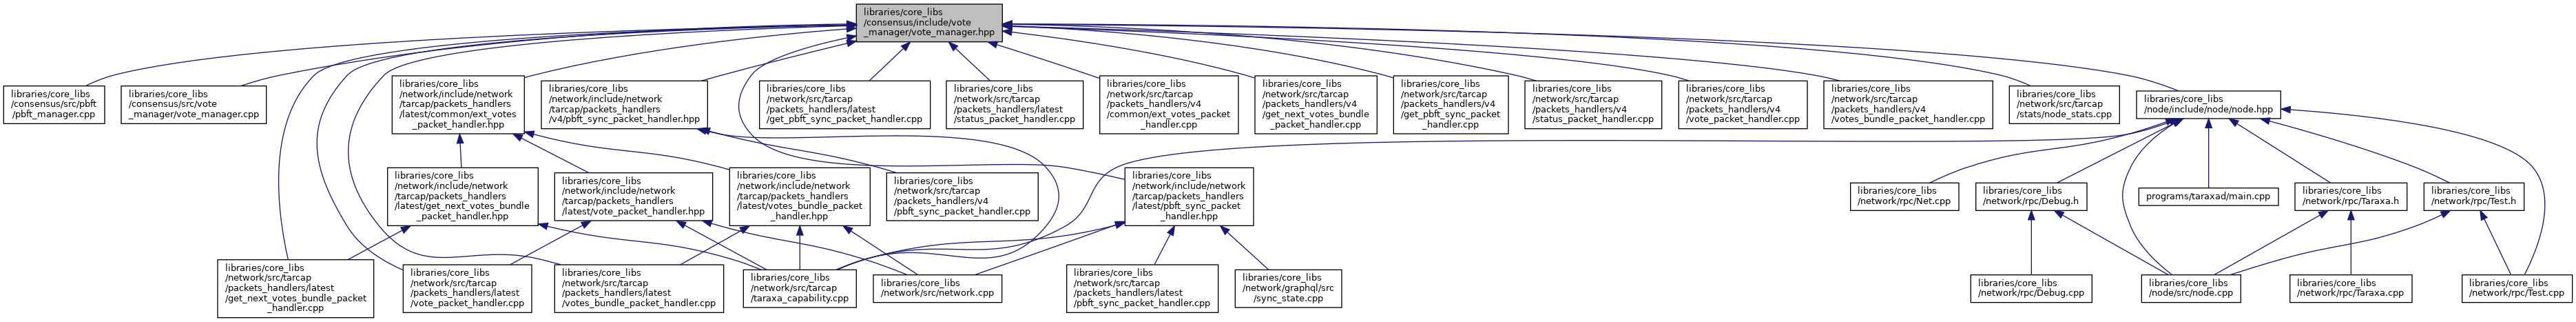 libraries/core_libs
/consensus/include/vote
_manager/vote_manager.hpp
libraries/core_libs
/consensus/src/pbft
/pbft_manager.cpp
libraries/core_libs
/consensus/src/vote
_manager/vote_manager.cpp
libraries/core_libs
/network/include/network
/tarcap/packets_handlers
/latest/common/ext_votes
_packet_handler.hpp
libraries/core_libs
/network/include/network
/tarcap/packets_handlers
/v4/pbft_sync_packet_handler.hpp
libraries/core_libs
/network/src/tarcap
/packets_handlers/latest
/get_pbft_sync_packet_handler.cpp
libraries/core_libs
/network/src/tarcap
/packets_handlers/latest
/status_packet_handler.cpp
libraries/core_libs
/network/src/tarcap
/packets_handlers/v4
/common/ext_votes_packet
_handler.cpp
libraries/core_libs
/network/src/tarcap
/packets_handlers/v4
/get_next_votes_bundle
_packet_handler.cpp
libraries/core_libs
/network/src/tarcap
/packets_handlers/v4
/get_pbft_sync_packet
_handler.cpp
libraries/core_libs
/network/src/tarcap
/packets_handlers/v4
/status_packet_handler.cpp
libraries/core_libs
/network/src/tarcap
/packets_handlers/v4
/vote_packet_handler.cpp
libraries/core_libs
/network/src/tarcap
/packets_handlers/v4
/votes_bundle_packet_handler.cpp
libraries/core_libs
/network/src/tarcap
/stats/node_stats.cpp
libraries/core_libs
/node/include/node/node.hpp
libraries/core_libs
/network/include/network
/tarcap/packets_handlers
/latest/get_next_votes_bundle
_packet_handler.hpp
libraries/core_libs
/network/include/network
/tarcap/packets_handlers
/latest/vote_packet_handler.hpp
libraries/core_libs
/network/include/network
/tarcap/packets_handlers
/latest/votes_bundle_packet
_handler.hpp
libraries/core_libs
/network/src/tarcap
/packets_handlers/v4
/pbft_sync_packet_handler.cpp
libraries/core_libs
/network/include/network
/tarcap/packets_handlers
/latest/pbft_sync_packet
_handler.hpp
libraries/core_libs
/network/rpc/Net.cpp
libraries/core_libs
/network/rpc/Debug.h
programs/taraxad/main.cpp
libraries/core_libs
/network/rpc/Taraxa.h
libraries/core_libs
/network/rpc/Test.h
libraries/core_libs
/network/src/tarcap
/packets_handlers/latest
/get_next_votes_bundle_packet
_handler.cpp
libraries/core_libs
/network/src/tarcap
/packets_handlers/latest
/vote_packet_handler.cpp
libraries/core_libs
/network/src/tarcap
/packets_handlers/latest
/votes_bundle_packet_handler.cpp
libraries/core_libs
/network/src/tarcap
/taraxa_capability.cpp
libraries/core_libs
/network/src/network.cpp
libraries/core_libs
/network/src/tarcap
/packets_handlers/latest
/pbft_sync_packet_handler.cpp
libraries/core_libs
/network/graphql/src
/sync_state.cpp
libraries/core_libs
/network/rpc/Debug.cpp
libraries/core_libs
/node/src/node.cpp
libraries/core_libs
/network/rpc/Taraxa.cpp
libraries/core_libs
/network/rpc/Test.cpp